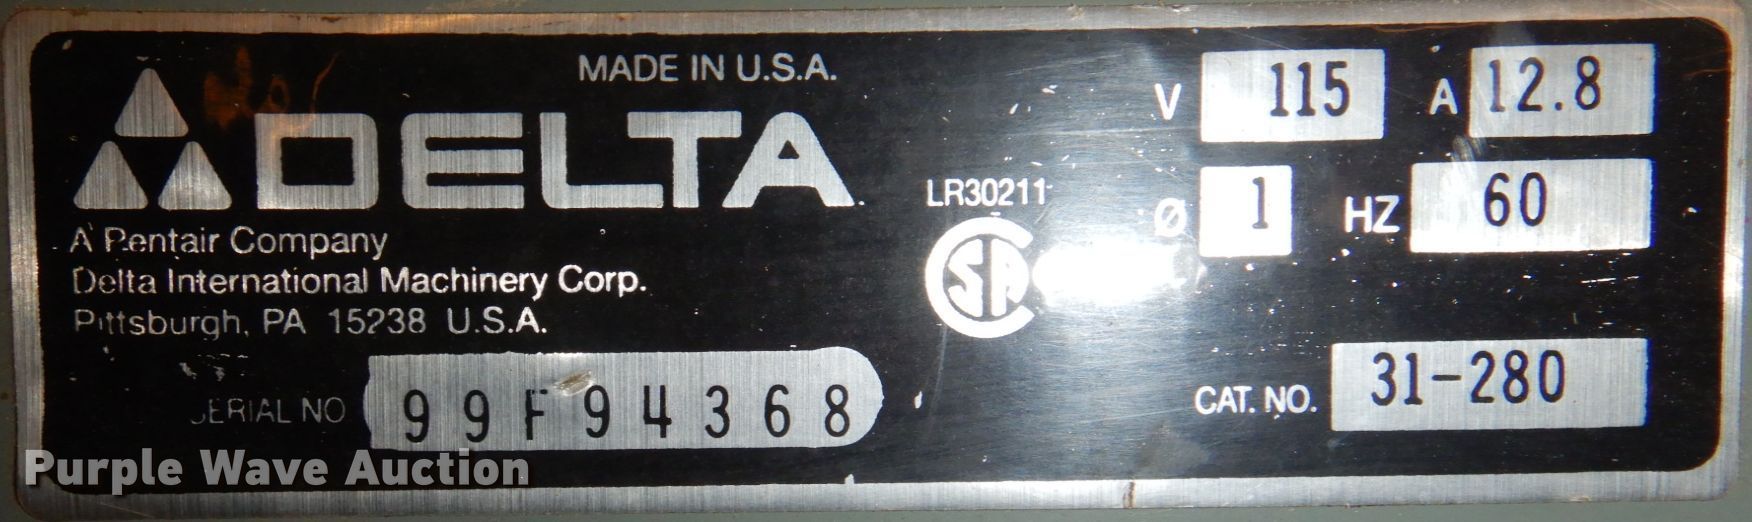 MADE IN U.S.A.
DELTA
A Pentair Company
Delta International Machinery Corp.
Pittsburgh, PA 15238 U.S.A.
SERIAL NO 99F94368
LR30211
SA
V 115 A 12.8
Ø 1 HZ 60
CAT. NO. 31-280
Purple Wave Auction